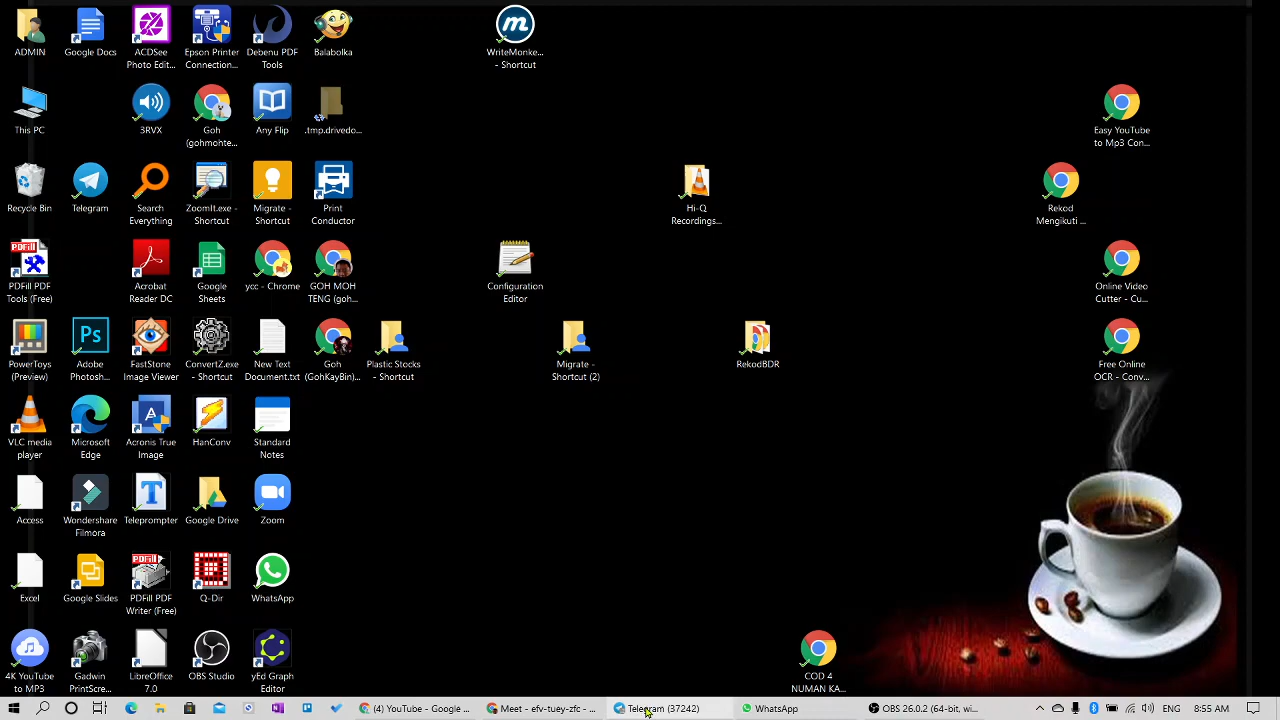 ADMIN
Google Docs
ACDSee
Photo Edit...
Epson Printer
Connection...
Debenu PDF
Tools
Balabolka
m
WriteMonke...
- Shortcut
This PC
3RVX
Goh
(gohmohte...
Any Flip
.tmp.drivedo...
Easy YouTube
to Mp3 Con...
Recycle Bin
Telegram
Search
Everything
ZoomIt.exe -
Shortcut
Migrate -
Shortcut
Print
Conductor
Hi-Q
Recordings...
Rekod
Mengikuti ...
PDFill
PDFill PDF
Tools (Free)
Acrobat
Reader DC
Google
Sheets
ycc - Chrome
GOH MOH
TENG (goh...
Configuration
Editor
Online Video
Cutter - Cu...
PowerToys
(Preview)
Ps
Adobe
Photosh...
FastStone
Image Viewer
ConvertZ.exe
- Shortcut
New Text
Document.txt
Goh
(GohKayBin)...
Plastic Stocks
- Shortcut
Migrate -
Shortcut (2)
RekodBDR
Free Online
OCR - Conv...
VLC media
player
Microsoft
Edge
A
Acronis True
Image
HanConv
Standard
Notes
Access
Wondershare
Filmora
T
Teleprompter
Google Drive
Zoom
Excel
Google Slides
PDFill
PDFill PDF
Writer (Free)
Q-Dir
WhatsApp
4K YouTube
to MP3
Gadwin
PrintScre...
LibreOffice
7.0
OBS Studio
yEd Graph
Editor
COD 4
NUMAN KA...
(4) YouTube - Google ...
Meet - efv-tuey-zfc - ...
Telegram (37242)
WhatsApp
OBS 26.0.2 (64-bit, wi...
ENG
8:55 AM